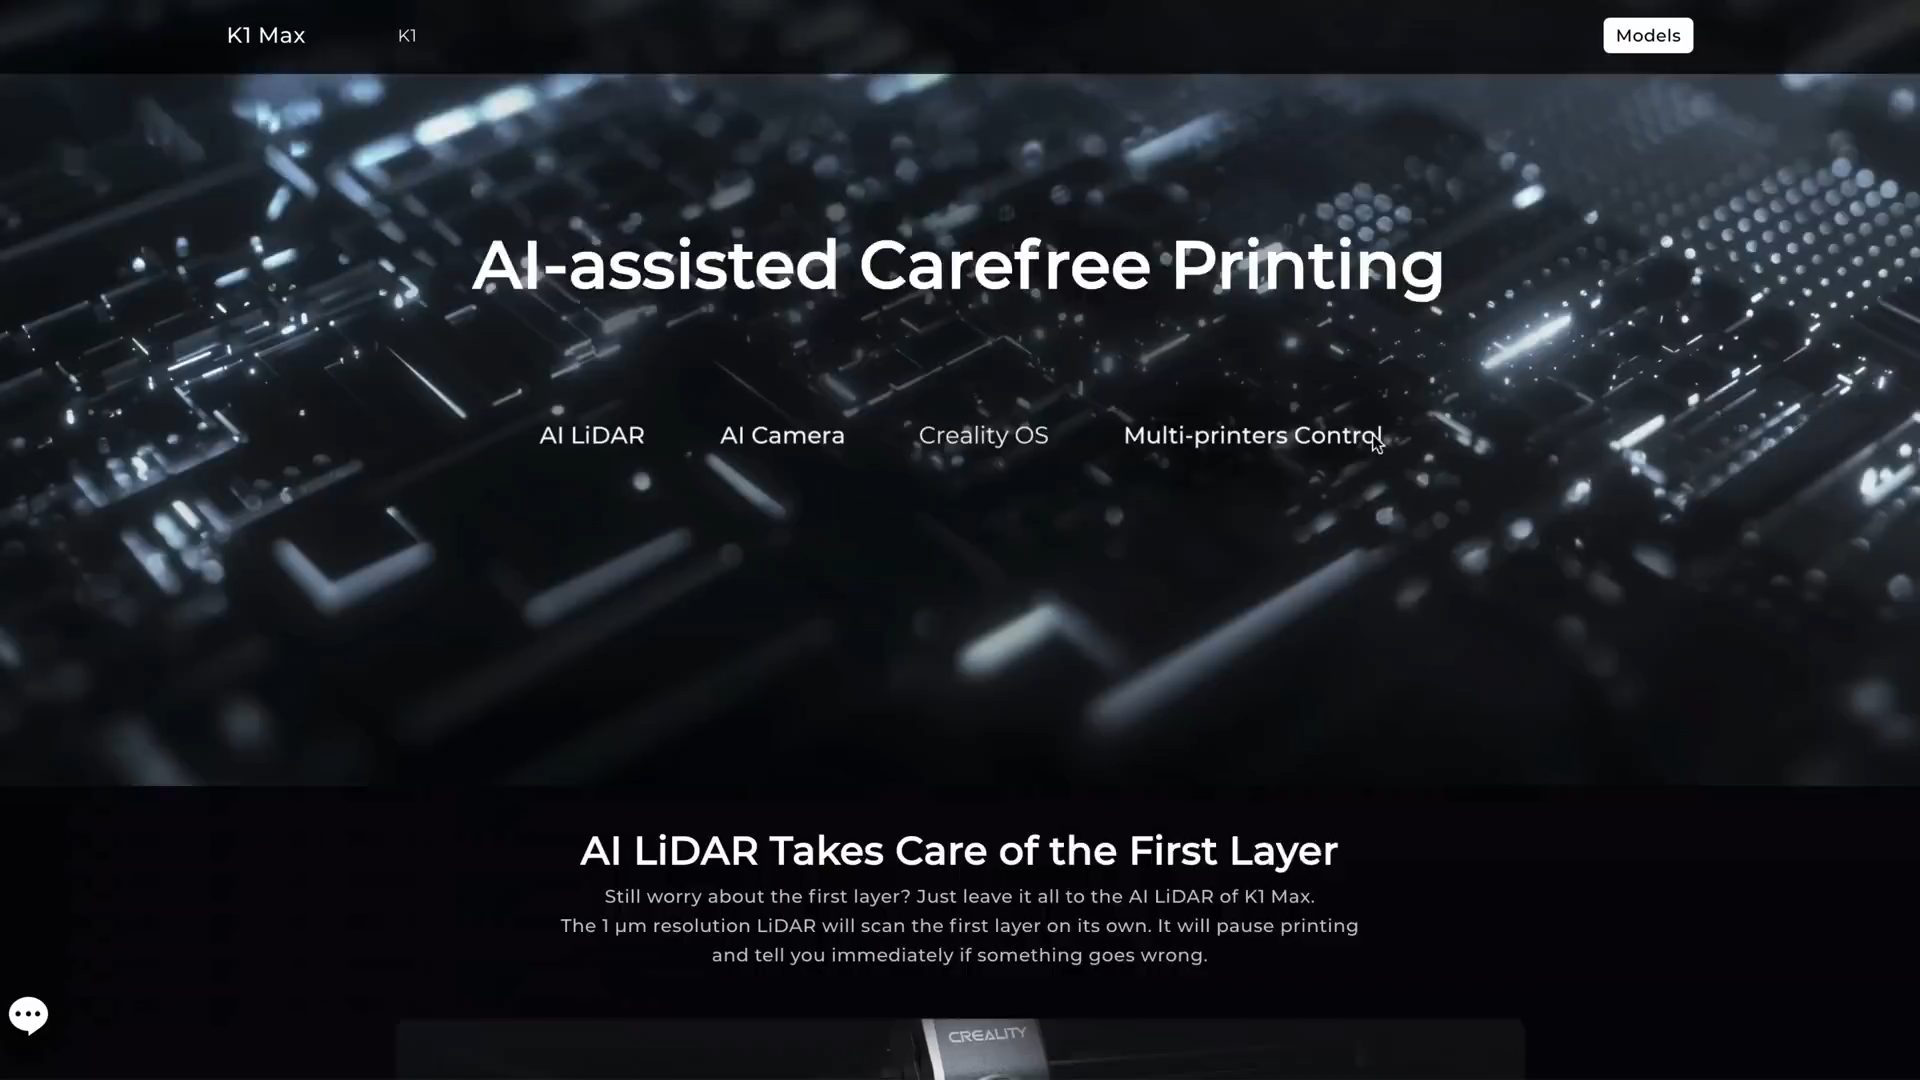 K1 Max
K1
Models
AI-assisted Carefree Printing
AI LiDAR
AI Camera
Creality OS
Multi-printers Control
AI LiDAR Takes Care of the First Layer
Still worry about the first layer? Just leave it all to the AI LiDAR of K1 Max.
The 1 μm resolution LiDAR will scan the first layer on its own. It will pause printing
and tell you immediately if something goes wrong.
CREALITY